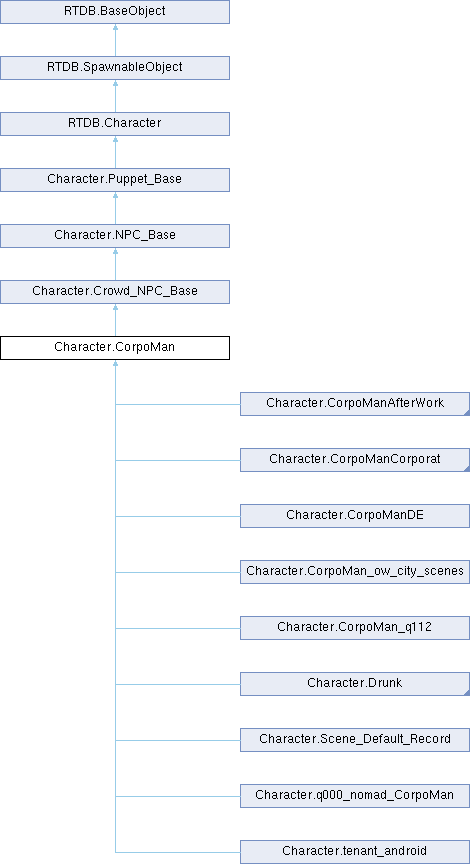 RTDB.BaseObject
RTDB.SpawnableObject
RTDB.Character
Character.Puppet_Base
Character.NPC_Base
Character.Crowd_NPC_Base
Character.CorpoMan
Character.CorpoManAfterWork
Character.CorpoManCorporat
Character.CorpoManDE
Character.CorpoMan_ow_city_scenes
Character.CorpoMan_q112
Character.Drunk
Character.Scene_Default_Record
Character.q000_nomad_CorpoMan
Character.tenant_android